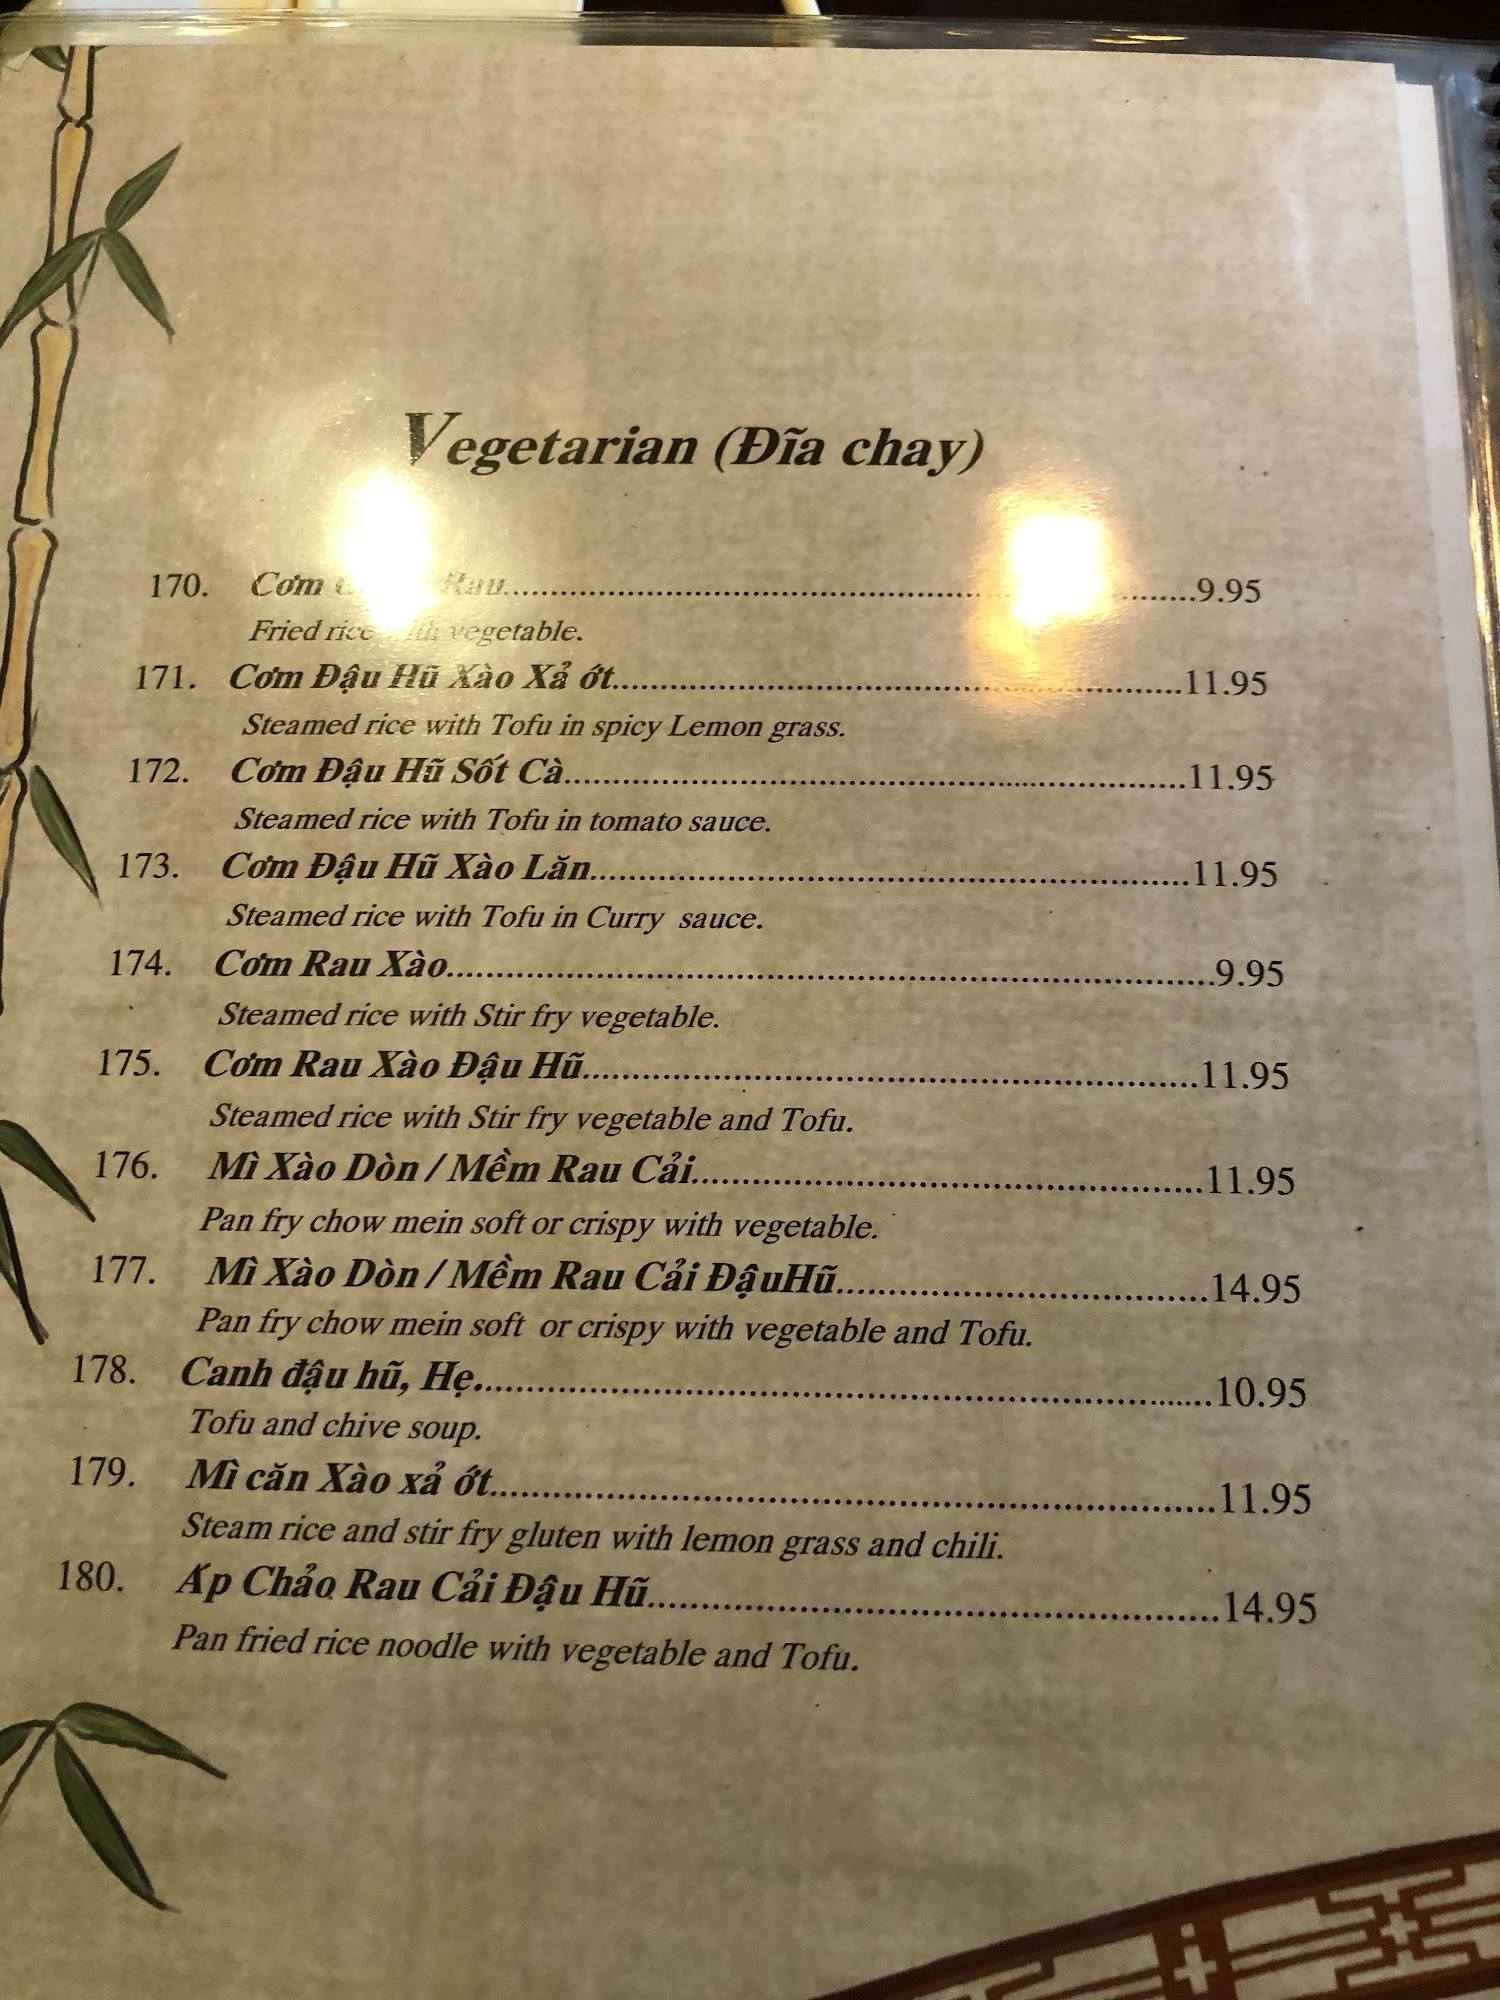 Vegetarian (Đĩa chay)
170. Cơm Rau..............................9.95
Fried rice with vegetable.
171. Cơm Đậu Hũ Xào Xả ớt..............................11.95
Steamed rice with Tofu in spicy Lemon grass.
172. Cơm Đậu Hũ Sốt Cà..............................11.95
Steamed rice with Tofu in tomato sauce.
173. Cơm Đậu Hũ Xào Lăn..............................11.95
Steamed rice with Tofu in Curry sauce.
174. Cơm Rau Xào..............................9.95
Steamed rice with Stir fry vegetable.
175. Cơm Rau Xào Đậu Hũ..............................11.95
Steamed rice with Stir fry vegetable and Tofu.
176. Mì Xào Dòn / Mềm Rau Cải..............................11.95
Pan fry chow mein soft or crispy with vegetable.
177. Mì Xào Dòn / Mềm Rau Cải ĐậuHũ..............................14.95
Pan fry chow mein soft or crispy with vegetable and Tofu.
178. Canh đậu hũ, Hẹ..............................10.95
Tofu and chive soup.
179. Mì căn Xào xả ớt..............................11.95
Steam rice and stir fry gluten with lemon grass and chili.
180. Áp Chảo Rau Cải Đậu Hũ..............................14.95
Pan fried rice noodle with vegetable and Tofu.